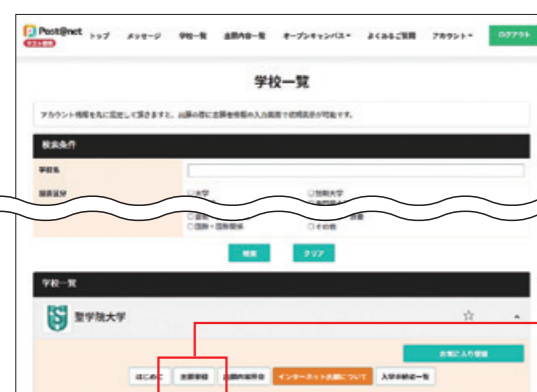 Post@net
テスト環境
トップ メッセージ 学校一覧 出願内容一覧 オープンキャンパス よくあるご質問 アカウント ログアウト
学校一覧
アカウント情報を先に設定して頂きますと、出願の際に志願者情報の入力画面で初期表示が可能です。
検索条件
学校名
設置区分 □大学 □短期大学
□国際・国際関係 □その他
検索 クリア
学校一覧
聖学院大学 ☆
お気に入り登録
はじめに 出願登録 出願内容照会 インターネット出願について 入学手続者一覧